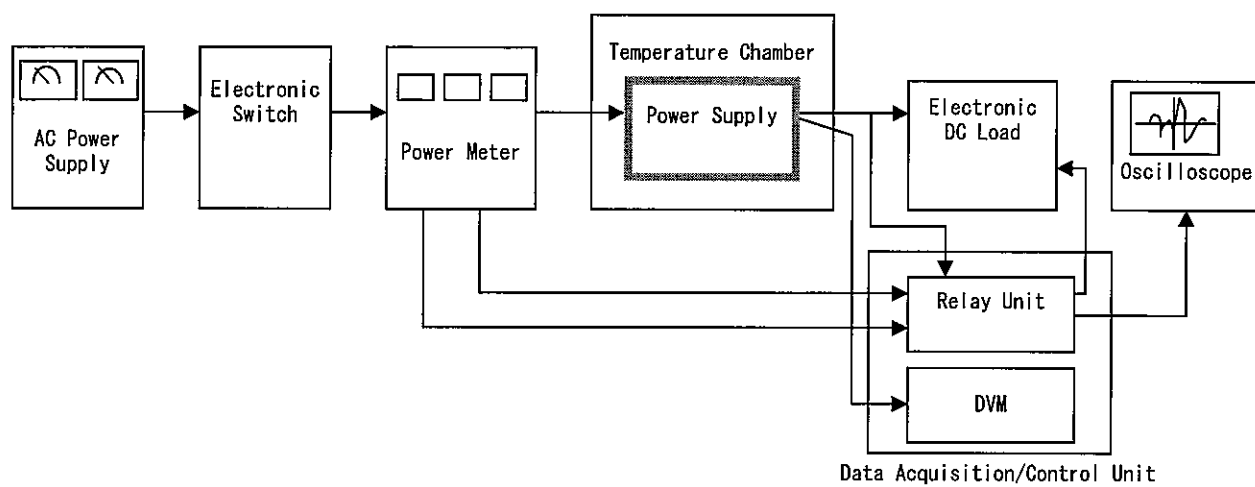 AC Power
Supply
Electronic
Switch
Power Meter
Temperature Chamber
Power Supply
Electronic
DC Load
Oscilloscope
Relay Unit
DVM
Data Acquisition/Control Unit